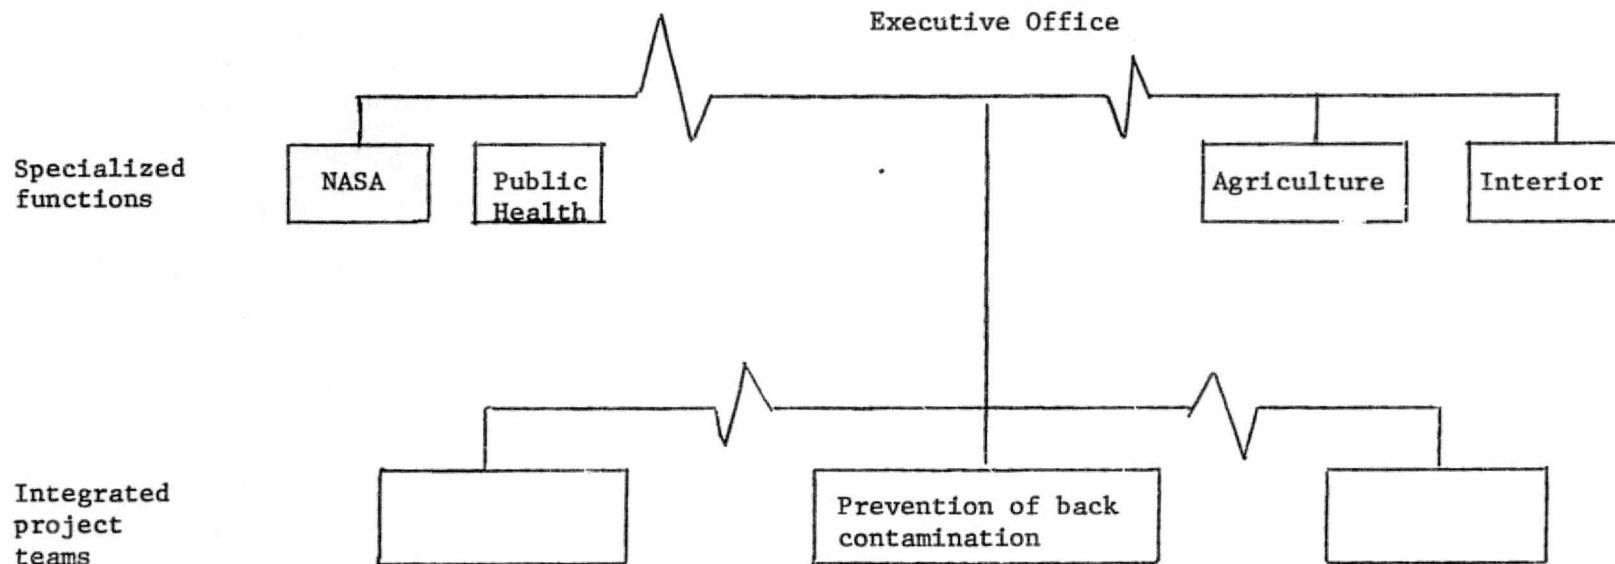 Executive Office
Specialized
functions
NASA
Public
Health
Agriculture
Interior
Integrated
project
teams
Prevention of back
contamination